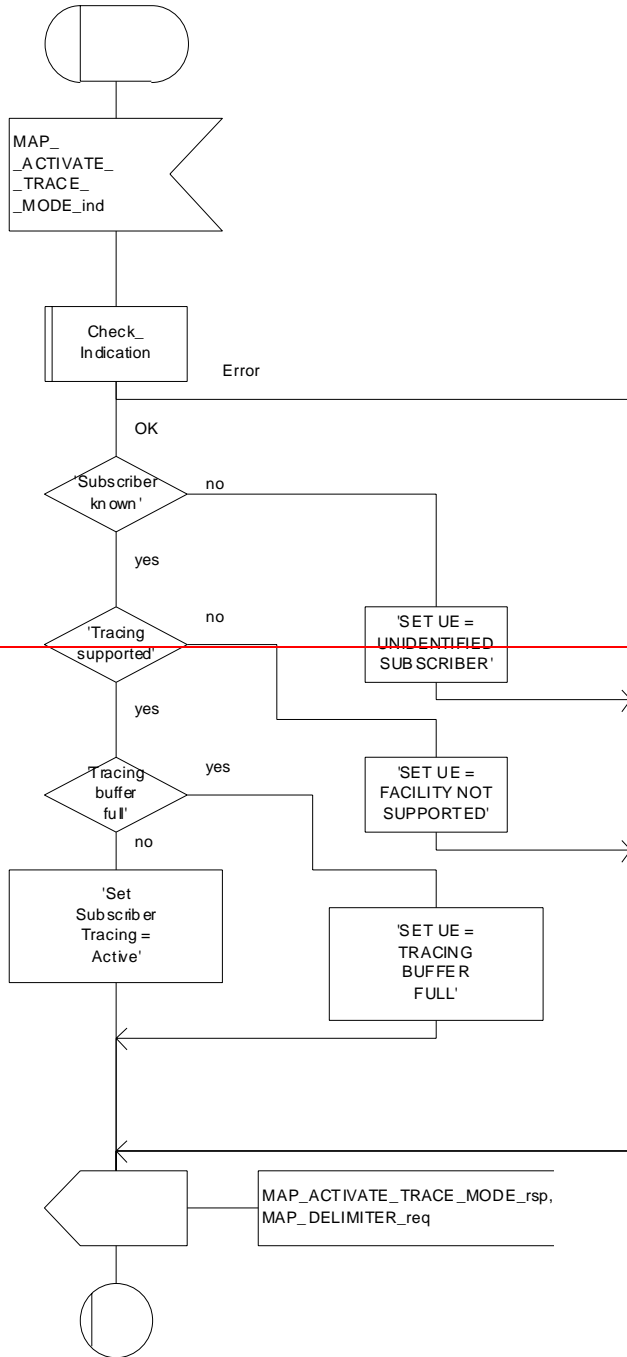 MAP_
_ACTIVATE_
_TRACE_
_MODE_ind
Check_
Indication
Error
OK
'Subscriber
known'
no
yes
'Tracing
supported'
no
'SET UE =
UNIDENTIFIED
SUBSCRIBER'
yes
'Tracing
buffer
full'
yes
'SET UE =
FACILITY NOT
SUPPORTED'
no
'Set
Subscriber
Tracing =
Active'
'SET UE =
TRACING
BUFFER
FULL'
MAP_ACTIVATE_TRACE_MODE_rsp,
MAP_DELIMITER_req